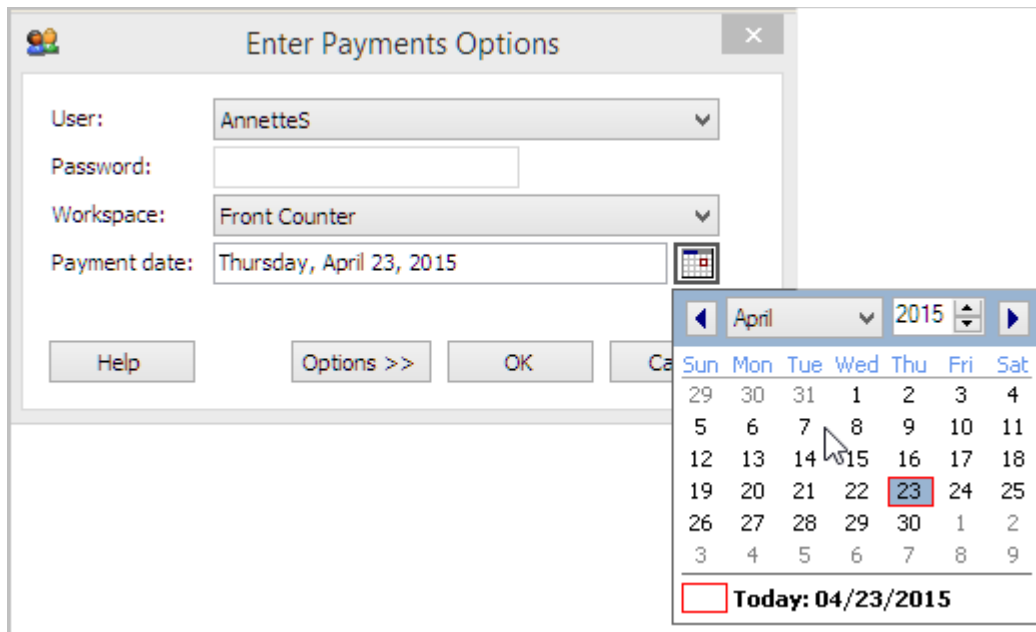 Enter Payments Options
User: AnnetteS
Password:
Workspace: Front Counter
Payment date: Thursday, April 23, 2015
Help Options >> OK Ca
April 2015
Sun Mon Tue Wed Thu Fri Sat
29 30 31 1 2 3 4
5 6 7 8 9 10 11
12 13 14 15 16 17 18
19 20 21 22 23 24 25
26 27 28 29 30 1 2
3 4 5 6 7 8 9
Today: 04/23/2015